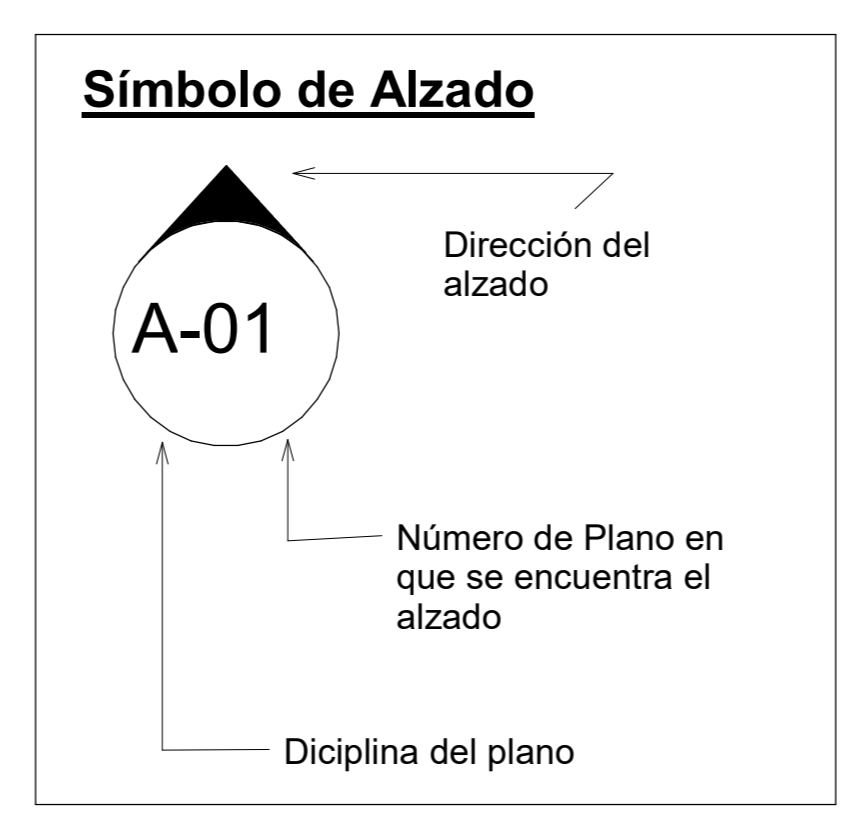 Símbolo de Alzado
Dirección del
alzado
A-01
Número de Plano en
que se encuentra el
alzado
Diciplina del plano